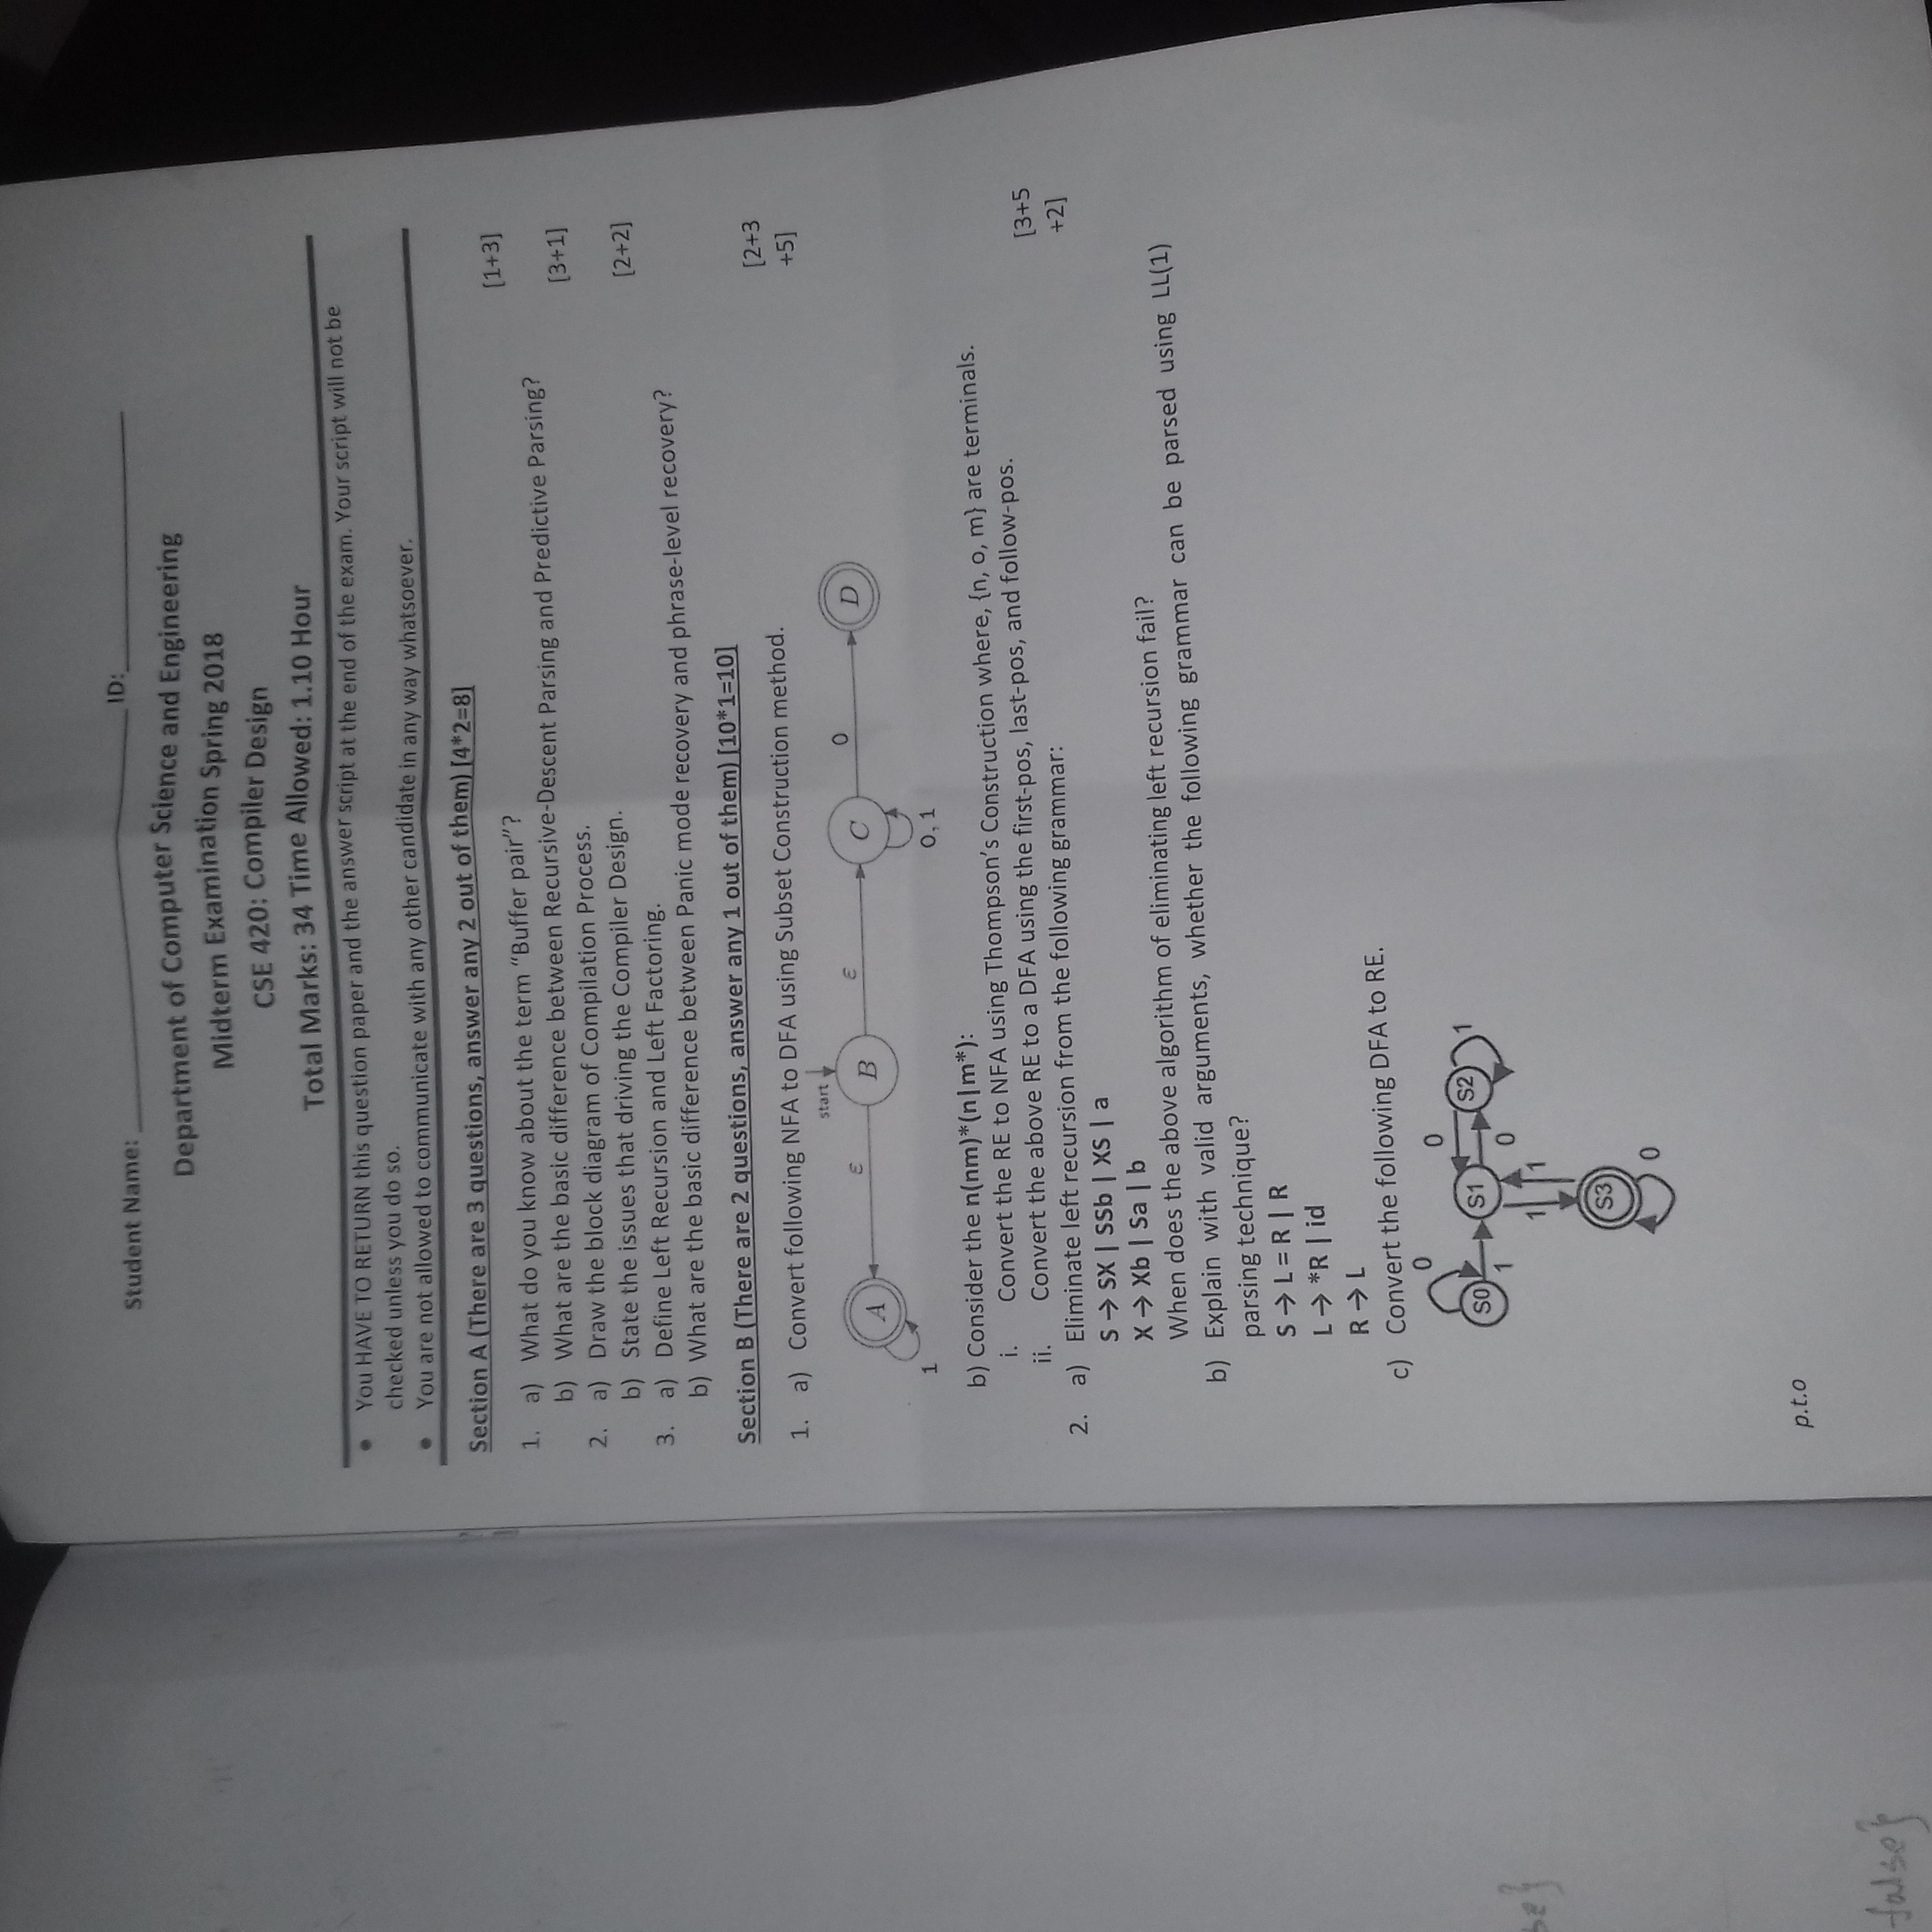 Student Name: ____________ ID: ____________
Department of Computer Science and Engineering
Midterm Examination Spring 2018
CSE 420: Compiler Design
Total Marks: 34 Time Allowed: 1.10 Hour
• You HAVE TO RETURN this question paper and the answer script at the end of the exam. Your script will not be
checked unless you do so.
• You are not allowed to communicate with any other candidate in any way whatsoever.
Section A (There are 3 questions, answer any 2 out of them) [4*2=8]
1. a) What do you know about the term “Buffer pair”? [1+3]
b) What are the basic difference between Recursive-Descent Parsing and Predictive Parsing?
2. a) Draw the block diagram of Compilation Process. [3+1]
b) State the issues that driving the Compiler Design.
3. a) Define Left Recursion and Left Factoring. [2+2]
b) What are the basic difference between Panic mode recovery and phrase-level recovery?
Section B (There are 2 questions, answer any 1 out of them) [10*1=10]
1. a) Convert following NFA to DFA using Subset Construction method. [2+3
+5]
start
A ε B ε C 0 D
1 0, 1
b) Consider the n(nm)*(n|m*):
i. Convert the RE to NFA using Thompson’s Construction where, {n, o, m} are terminals.
ii. Convert the above RE to a DFA using the first-pos, last-pos, and follow-pos.
2. a) Eliminate left recursion from the following grammar: [3+5
+2]
S → SX | SSb | XS | a
X → Xb | Sa | b
When does the above algorithm of eliminating left recursion fail?
b) Explain with valid arguments, whether the following grammar can be parsed using LL(1)
parsing technique?
S → L = R | R
L → *R | id
R → L
c) Convert the following DFA to RE.
0 0
S0 S1 S2 1
1 0
1 1
S3
0
p.t.o
false}